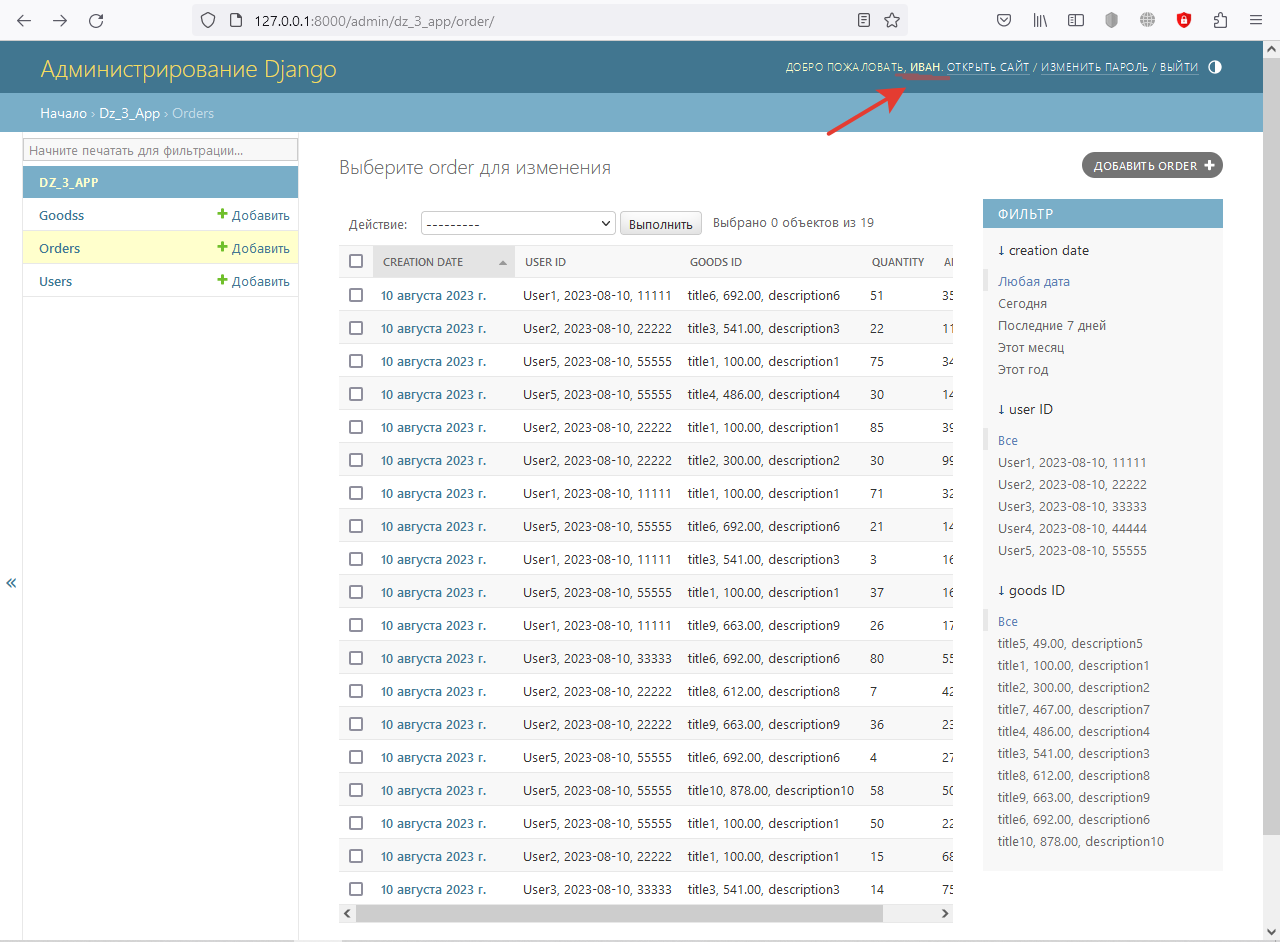 127.0.0.1:8000/admin/dz_3_app/order/
Администрирование Django
ДОБРО ПОЖАЛОВАТЬ, ИВАН. ОТКРЫТЬ САЙТ / ИЗМЕНИТЬ ПАРОЛЬ / ВЫЙТИ
Начало › Dz_3_App › Orders
Начните печатать для фильтрации...
DZ_3_APP
Goodss + Добавить
Orders + Добавить
Users + Добавить
«
Выберите order для изменения
ДОБАВИТЬ ORDER +
Действие: --------- Выполнить Выбрано 0 объектов из 19
CREATION DATE USER ID GOODS ID QUANTITY
10 августа 2023 г. User1, 2023-08-10, 11111 title6, 692.00, description6 51 35
10 августа 2023 г. User2, 2023-08-10, 22222 title3, 541.00, description3 22 11
10 августа 2023 г. User5, 2023-08-10, 55555 title1, 100.00, description1 75 34
10 августа 2023 г. User5, 2023-08-10, 55555 title4, 486.00, description4 30 14
10 августа 2023 г. User2, 2023-08-10, 22222 title1, 100.00, description1 85 39
10 августа 2023 г. User2, 2023-08-10, 22222 title2, 300.00, description2 30 99
10 августа 2023 г. User1, 2023-08-10, 11111 title1, 100.00, description1 71 32
10 августа 2023 г. User5, 2023-08-10, 55555 title6, 692.00, description6 21 14
10 августа 2023 г. User1, 2023-08-10, 11111 title3, 541.00, description3 3 16
10 августа 2023 г. User5, 2023-08-10, 55555 title1, 100.00, description1 37 16
10 августа 2023 г. User1, 2023-08-10, 11111 title9, 663.00, description9 26 17
10 августа 2023 г. User3, 2023-08-10, 33333 title6, 692.00, description6 80 55
10 августа 2023 г. User2, 2023-08-10, 22222 title8, 612.00, description8 7 42
10 августа 2023 г. User2, 2023-08-10, 22222 title9, 663.00, description9 36 23
10 августа 2023 г. User5, 2023-08-10, 55555 title6, 692.00, description6 4 27
10 августа 2023 г. User5, 2023-08-10, 55555 title10, 878.00, description10 58 50
10 августа 2023 г. User5, 2023-08-10, 55555 title1, 100.00, description1 50 22
10 августа 2023 г. User2, 2023-08-10, 22222 title1, 100.00, description1 15 68
10 августа 2023 г. User3, 2023-08-10, 33333 title3, 541.00, description3 14 75
ФИЛЬТР
↓ creation date
Любая дата
Сегодня
Последние 7 дней
Этот месяц
Этот год
↓ user ID
Все
User1, 2023-08-10, 11111
User2, 2023-08-10, 22222
User3, 2023-08-10, 33333
User4, 2023-08-10, 44444
User5, 2023-08-10, 55555
↓ goods ID
Все
title5, 49.00, description5
title1, 100.00, description1
title2, 300.00, description2
title7, 467.00, description7
title4, 486.00, description4
title3, 541.00, description3
title8, 612.00, description8
title9, 663.00, description9
title6, 692.00, description6
title10, 878.00, description10